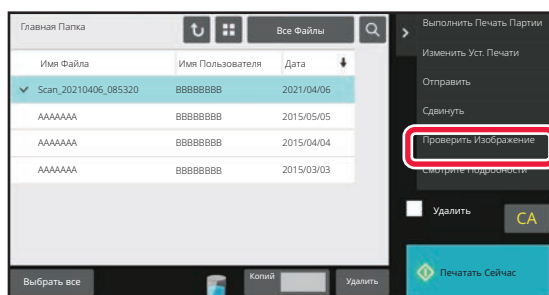 Главная Папка
Все Файлы
Имя Файла Имя Пользователя Дата
Scan_20210406_085320 BBBBBBBB 2021/04/06
AAAAAAA BBBBBBBB 2015/05/05
AAAAAAA BBBBBBBB 2015/04/04
AAAAAAA BBBBBBBB 2015/03/03
Выбрать все
Копий
Удалить
Выполнить Печать Партии
Изменить Уст. Печати
Отправить
Сдвинуть
Проверить Изображение
Смотрите Подробности
Удалить
CA
Печатать Сейчас